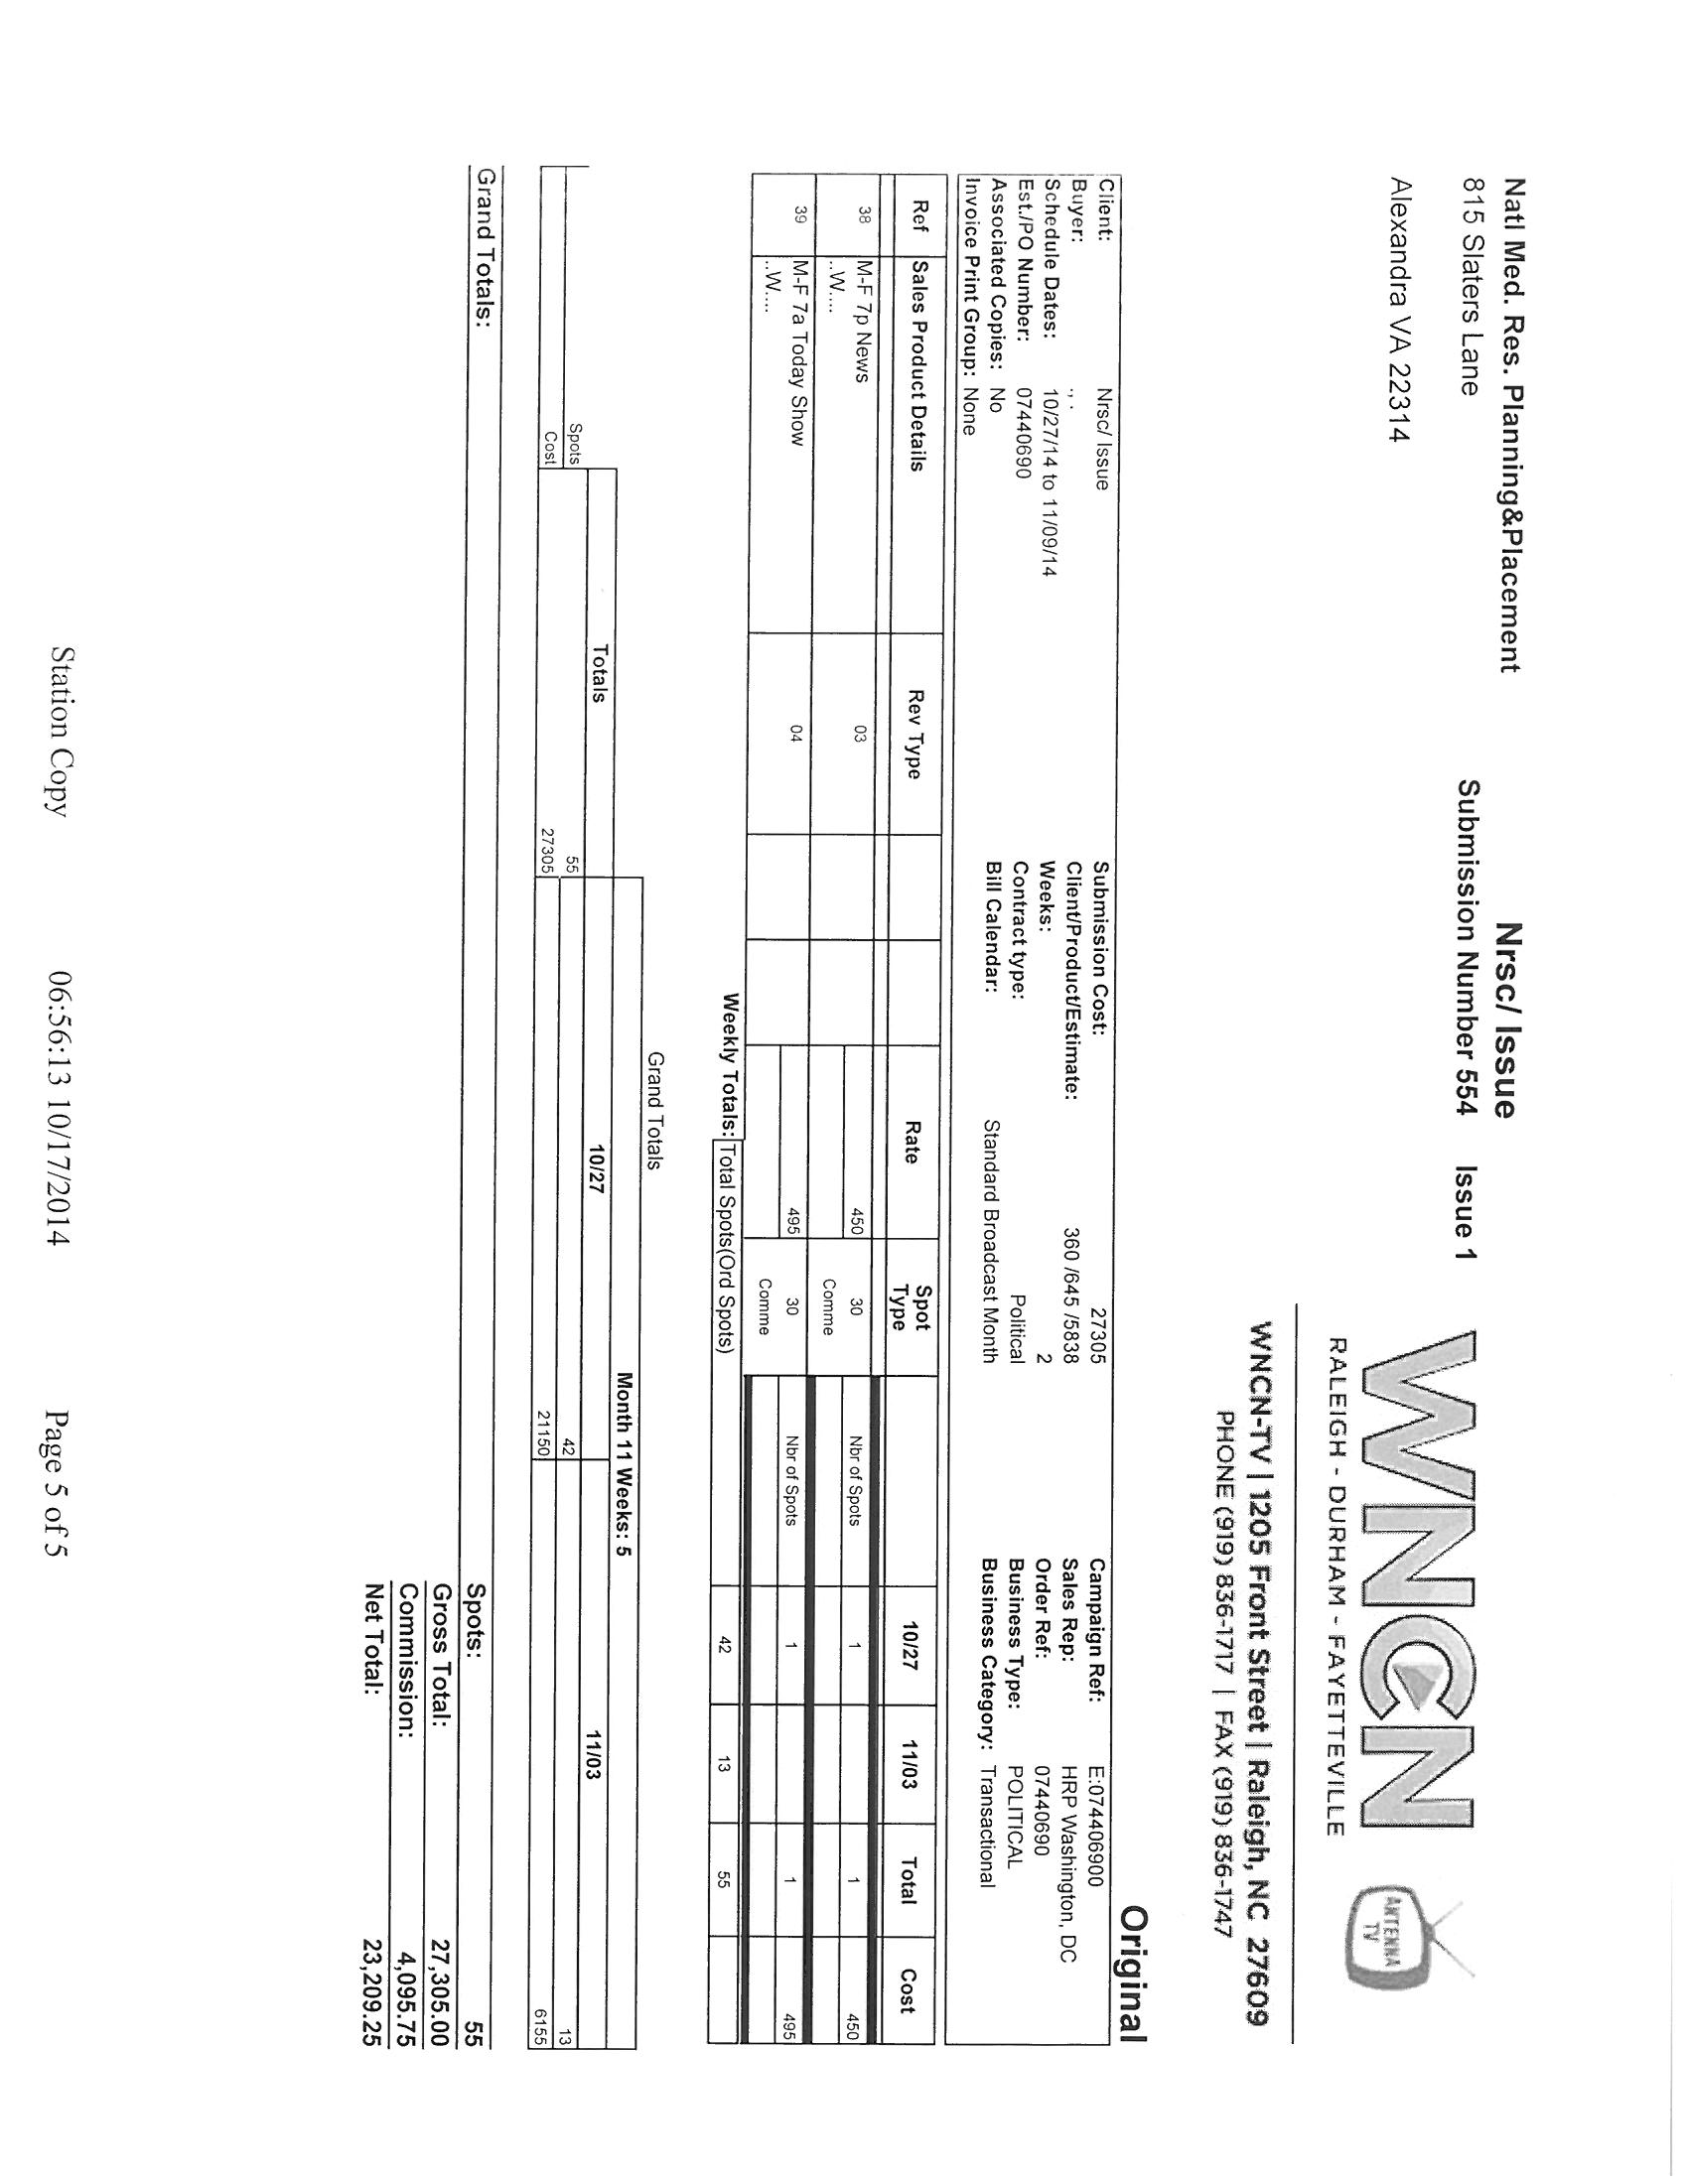 Natl Med. Res. Planning&Placement
815 Slaters Lane
Alexandra VA 22314
Nrsc/ Issue
Submission Number 554 Issue 1
WNCN
ANTENNA TV
RALEIGH - DURHAM - FAYETTEVILLE
WNCN-TV | 1205 Front Street | Raleigh, NC 27609
PHONE (919) 836-1717 | FAX (919) 836-1747
Original
Client: Nrsc/ Issue Submission Cost: 27305 Campaign Ref: E:07440690​0
Buyer: ., . Client/Product/Estimate: 360 /645 /5838 Sales Rep: HRP Washington, DC
Schedule Dates: 10/27/14 to 11/09/14 Weeks: 2 Order Ref: 07440690
Est./PO Number: 07440690 Contract type: Political Business Type: POLITICAL
Associated Copies: No Bill Calendar: Standard Broadcast Month Business Category: Transactional
Invoice Print Group: None
Ref Sales Product Details Rev Type Rate Spot Type 10/27 11/03 Total Cost
38 M-F 7p News 03 450 30 Nbr of Spots 1 1 450
..W.... Comme
39 M-F 7a Today Show 04 495 30 Nbr of Spots 1 1 495
..W.... Comme
Weekly Totals: Total Spots(Ord Spots) 42 13 55
Grand Totals
Month 11 Weeks: 5
Totals 10/27 11/03
Spots 55 42 13
Cost 27305 21150 6155
Grand Totals: Spots: 55
Gross Total: 27,305.00
Commission: 4,095.75
Net Total: 23,209.25
Station Copy 06:56:13 10/17/2014 Page 5 of 5